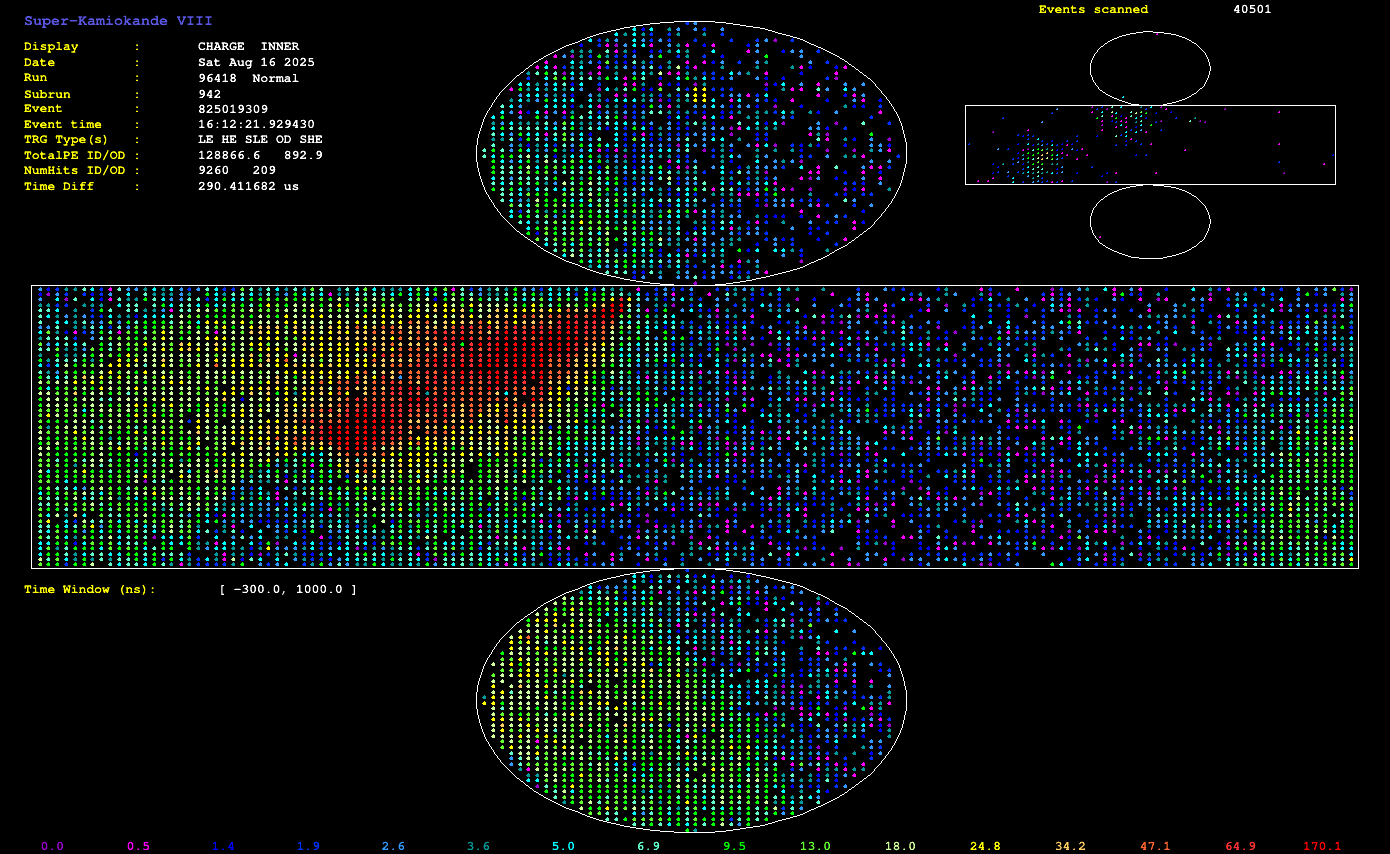 Super-Kamiokande VIII
Events scanned 40501
Display : CHARGE INNER
Date : Sat Aug 16 2025
Run : 96418 Normal
Subrun : 942
Event : 825019309
Event time : 16:12:21.929430
TRG Type(s) : LE HE SLE OD SHE
TotalPE ID/OD : 128866.6 892.9
NumHits ID/OD : 9260 209
Time Diff : 290.411682 us
Time Window (ns): [ -300.0, 1000.0 ]
0.0 0.5 1.4 1.9 2.6 3.6 5.0 6.9 9.5 13.0 18.0 24.8 34.2 47.1 64.9 170.1